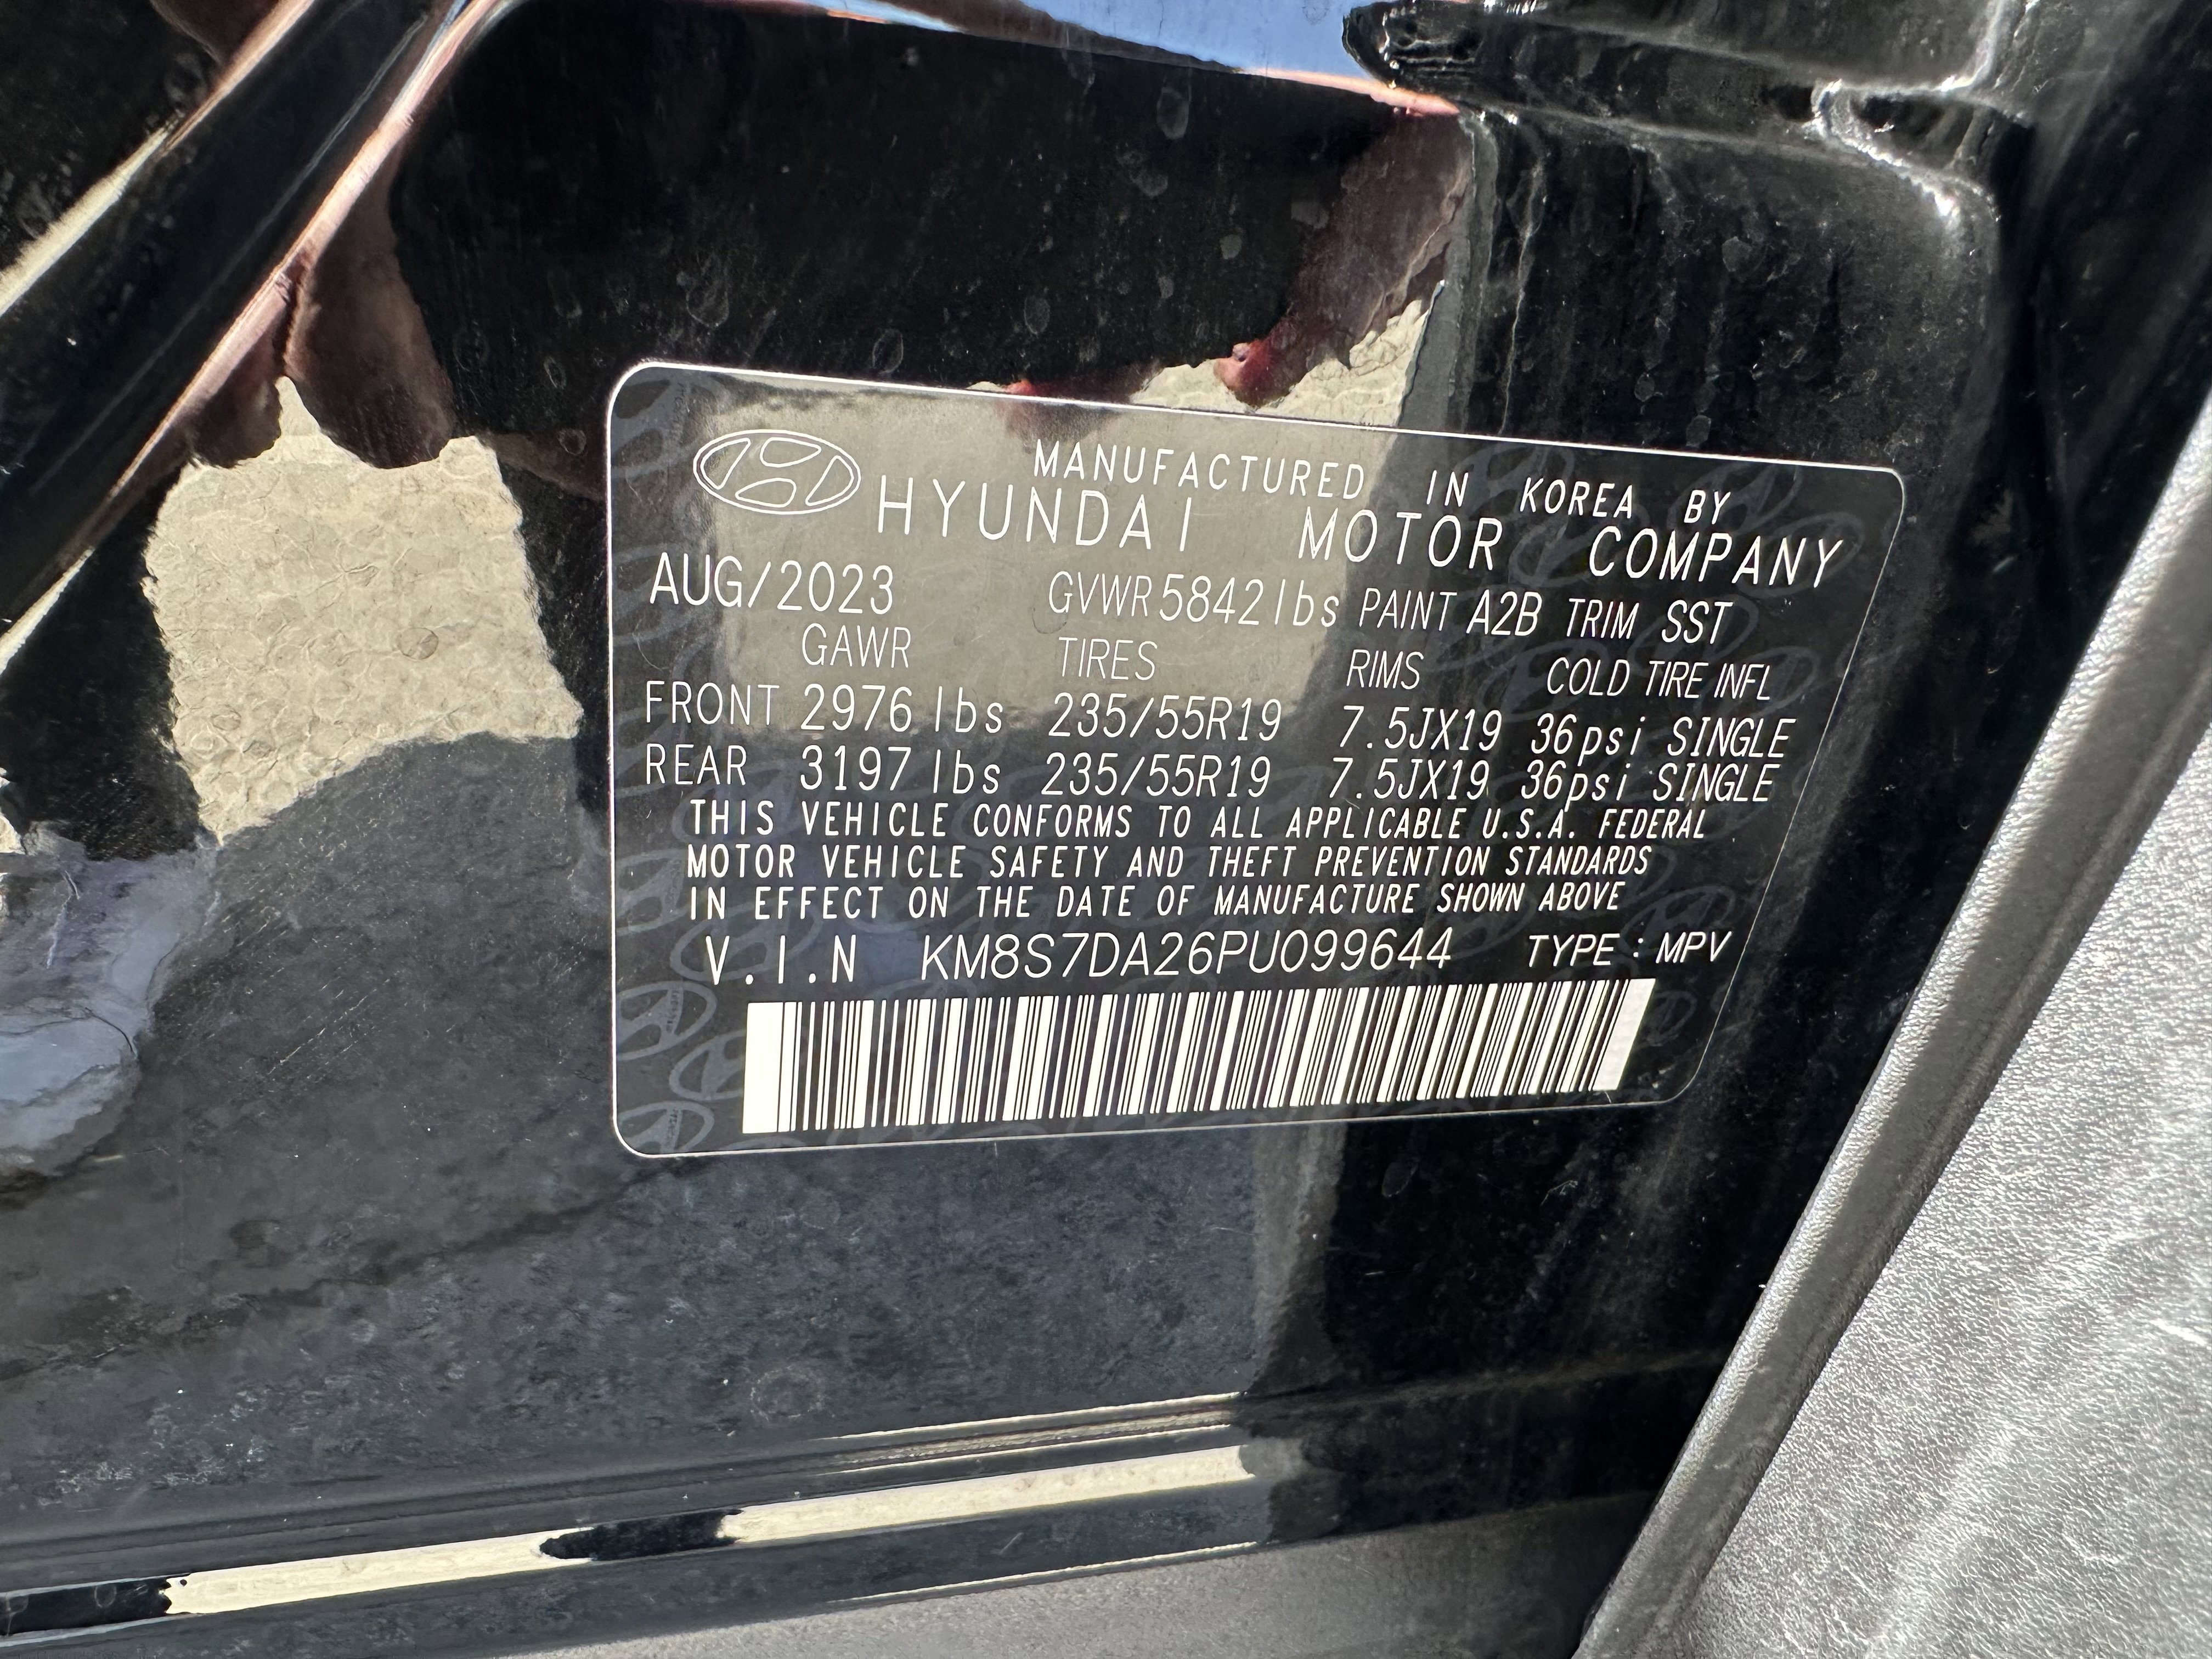 MANUFACTURED IN KOREA BY
HYUNDAI MOTOR COMPANY
AUG/2023 GVWR 5842 lbs PAINT A2B TRIM SST
GAWR TIRES RIMS COLD TIRE INFL
FRONT 2976 lbs 235/55R19 7.5JX19 36psi SINGLE
REAR 3197 lbs 235/55R19 7.5JX19 36psi SINGLE
THIS VEHICLE CONFORMS TO ALL APPLICABLE U.S.A. FEDERAL
MOTOR VEHICLE SAFETY AND THEFT PREVENTION STANDARDS
IN EFFECT ON THE DATE OF MANUFACTURE SHOWN ABOVE
V.I.N KM8S7DA26PU099644 TYPE : MPV